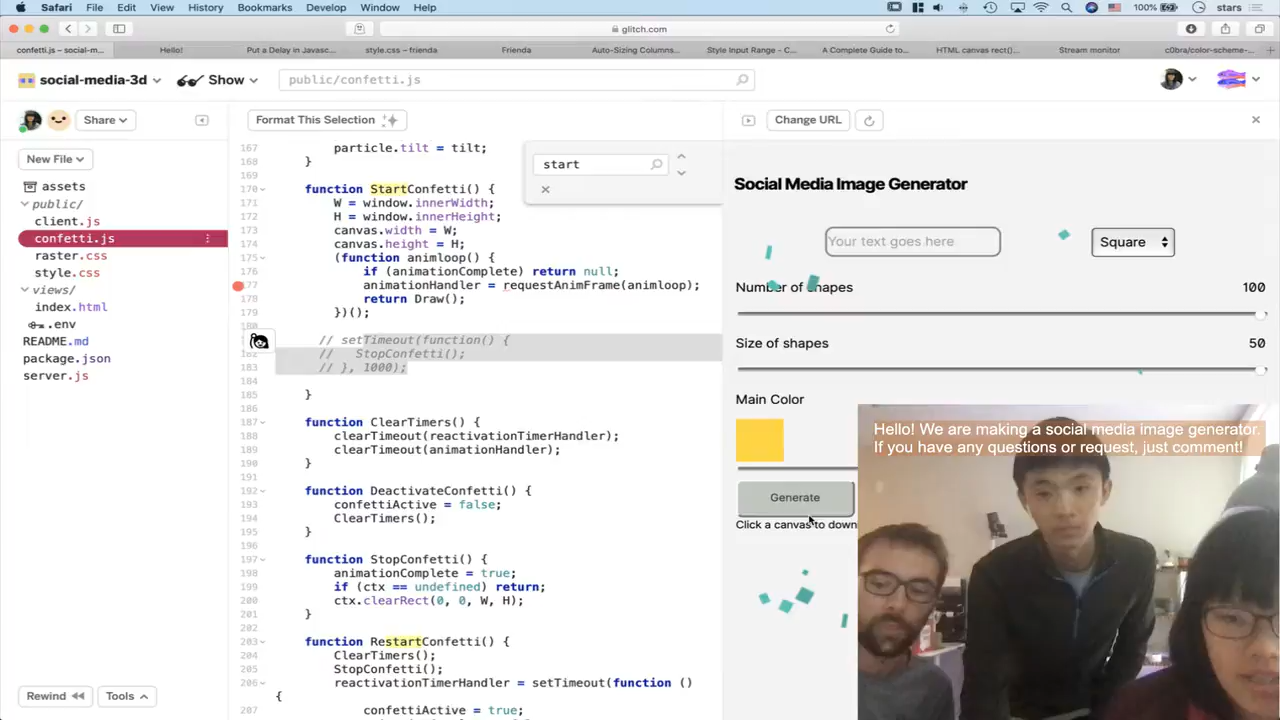 Safari File Edit View History Bookmarks Develop Window Help 100% stars
glitch.com
confetti.js — social-m...
Hello!
Put a Delay in Javasc...
style.css — frienda
Frienda
Auto-Sizing Columns...
Style Input Range - C...
A Complete Guide to...
HTML canvas rect()...
Stream monitor
c0bra/color-scheme-...
social-media-3d
Show
public/confetti.js
Share
Format This Selection
Change URL
New File
assets
public/
client.js
confetti.js
raster.css
style.css
views/
index.html
.env
README.md
package.json
server.js
Rewind
Tools
start
167 particle.tilt = tilt;
168 }
169
170 function StartConfetti() {
171 W = window.innerWidth;
172 H = window.innerHeight;
173 canvas.width = W;
174 canvas.height = H;
175 (function animloop() {
176 if (animationComplete) return null;
177 animationHandler = requestAnimFrame(animloop);
178 return Draw();
179 })();
180
// setTimeout(function() {
182 // StopConfetti();
183 // }, 1000);
184
185 }
186
187 function ClearTimers() {
188 clearTimeout(reactivationTimerHandler);
189 clearTimeout(animationHandler);
190 }
191
192 function DeactivateConfetti() {
193 confettiActive = false;
194 ClearTimers();
195 }
196
197 function StopConfetti() {
198 animationComplete = true;
199 if (ctx == undefined) return;
200 ctx.clearRect(0, 0, W, H);
201 }
202
203 function RestartConfetti() {
204 ClearTimers();
205 StopConfetti();
206 reactivationTimerHandler = setTimeout(function ()
{
207 confettiActive = true;
Social Media Image Generator
Your text goes here
Square
Number of shapes 100
Size of shapes 50
Main Color
Generate
Click a canvas to down
Hello! We are making a social media image generator.
If you have any questions or request, just comment!